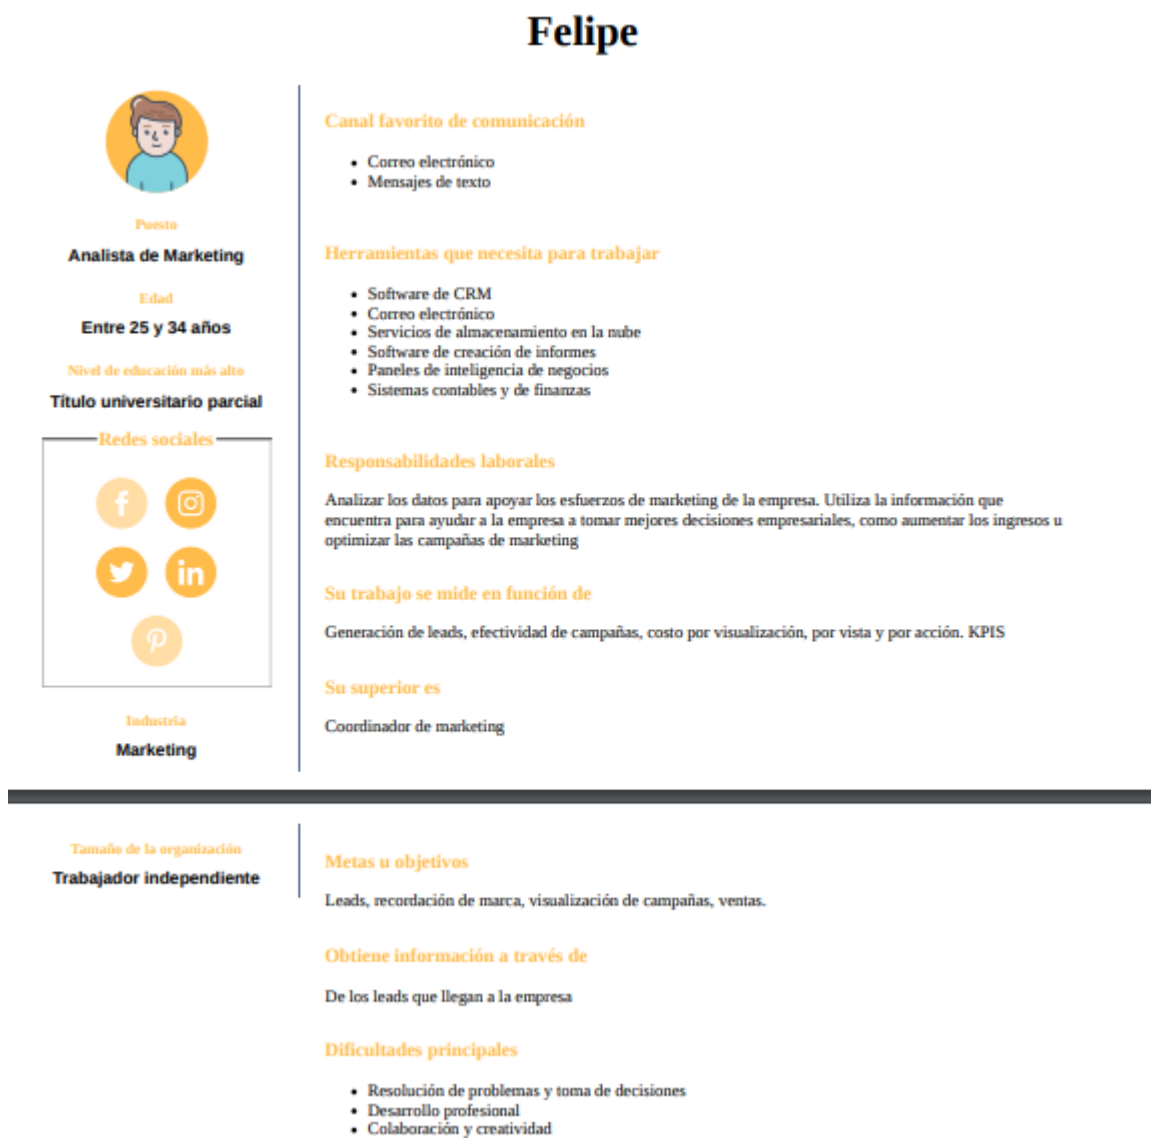 Felipe
Puesto
Analista de Marketing
Edad
Entre 25 y 34 años
Nivel de educación más alto
Título universitario parcial
Redes sociales
Industria
Marketing
Canal favorito de comunicación
• Correo electrónico
• Mensajes de texto
Herramientas que necesita para trabajar
• Software de CRM
• Correo electrónico
• Servicios de almacenamiento en la nube
• Software de creación de informes
• Paneles de inteligencia de negocios
• Sistemas contables y de finanzas
Responsabilidades laborales
Analizar los datos para apoyar los esfuerzos de marketing de la empresa. Utiliza la información que
encuentra para ayudar a la empresa a tomar mejores decisiones empresariales, como aumentar los ingresos u
optimizar las campañas de marketing
Su trabajo se mide en función de
Generación de leads, efectividad de campañas, costo por visualización, por vista y por acción. KPIS
Su superior es
Coordinador de marketing
Tamaño de la organización
Trabajador independiente
Metas u objetivos
Leads, recordación de marca, visualización de campañas, ventas.
Obtiene información a través de
De los leads que llegan a la empresa
Dificultades principales
• Resolución de problemas y toma de decisiones
• Desarrollo profesional
• Colaboración y creatividad